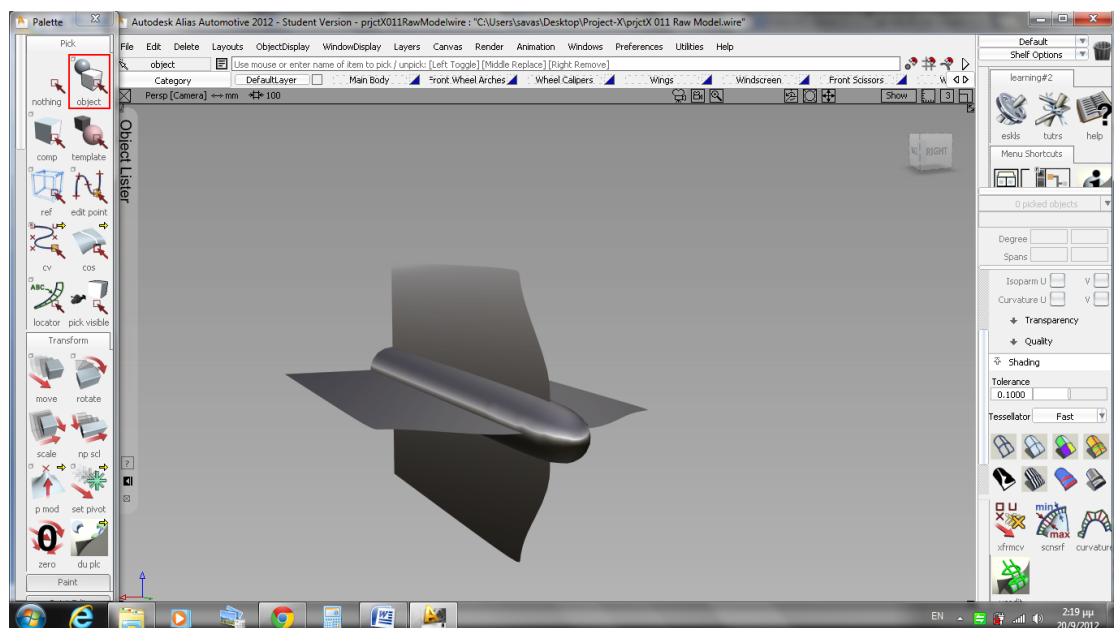 Palette
Autodesk Alias Automotive 2012 - Student Version - prjctX011RawModelwire : "C:\Users\savas\Desktop\Project-X\prjctX 011 Raw Model.wire"
Pick
File Edit Delete Layouts ObjectDisplay WindowDisplay Layers Canvas Render Animation Windows Preferences Utilities Help
Default
Shelf Options
object
Use mouse or enter name of item to pick / unpick: [Left Toggle] [Middle Replace] [Right Remove]
Category DefaultLayer Main Body Front Wheel Arches Wheel Calipers Wings Windscreen Front Scissors
Persp [Camera] mm 100
Show
3
learning#2
nothing object
eskls tutrs help
Object Lister
RIGHT
Menu Shortcuts
comp template
ref edit point
0 picked objects
Degree
Spans
cv cos
Isoparm U V
Curvature U V
ABC
locator pick visible
Transparency
Quality
Transform
Shading
Tolerance
0.1000
move rotate
Tessellator Fast
scale np scl
?
p mod set pivot
min
max
xfrmcv scnsrf curvature
0
zero du plc
Paint
EN
2:19 μμ
20/9/2012